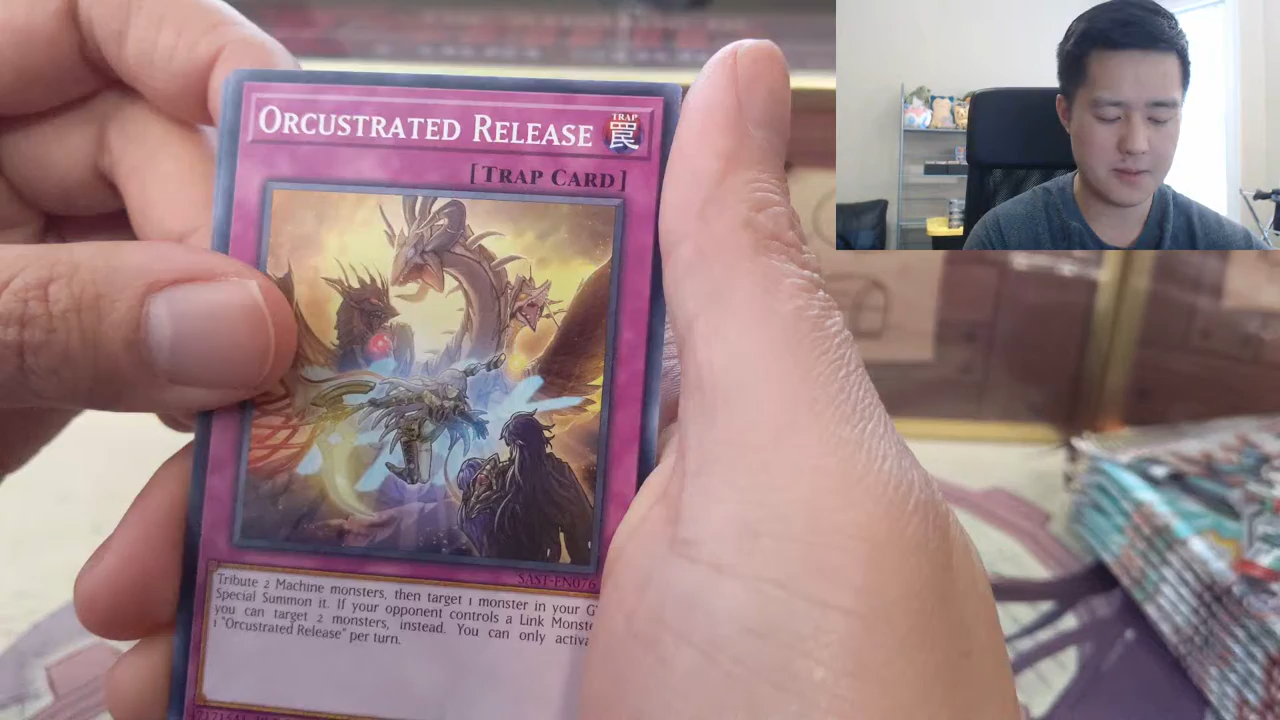 ORCUSTRATED RELEASE
TRAP
罠
[TRAP CARD]
SAST-EN076
Tribute 2 Machine monsters, then target 1 monster in your
Special Summon it. If your opponent controls a Link
you can target 2 monsters, instead. You can only
1 "Orcustrated Release" per turn.